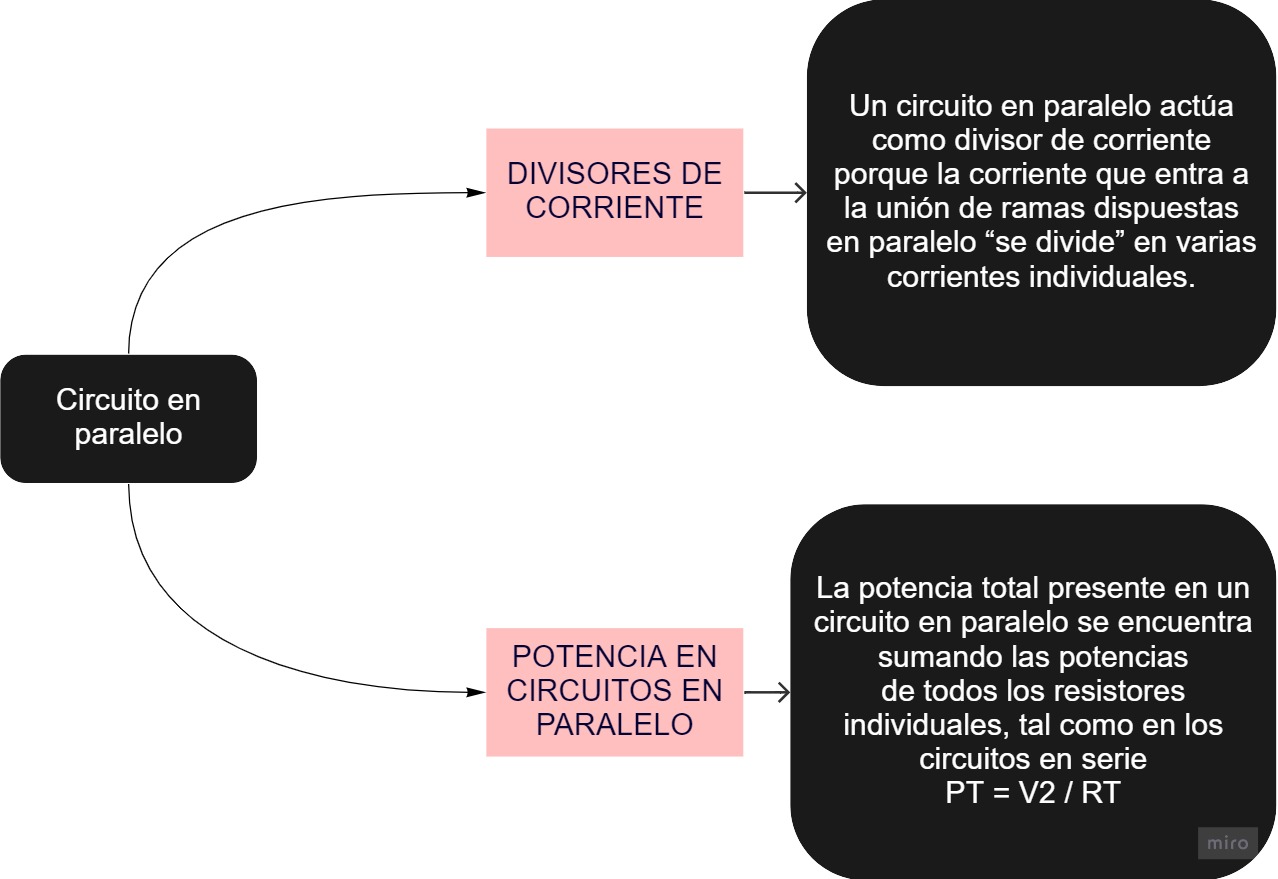 Circuito en
paralelo
DIVISORES DE
CORRIENTE
Un circuito en paralelo actúa
como divisor de corriente
porque la corriente que entra a
la unión de ramas dispuestas
en paralelo “se divide” en varias
corrientes individuales.
POTENCIA EN
CIRCUITOS EN
PARALELO
La potencia total presente en un
circuito en paralelo se encuentra
sumando las potencias
de todos los resistores
individuales, tal como en los
circuitos en serie
PT = V2 / RT
miro